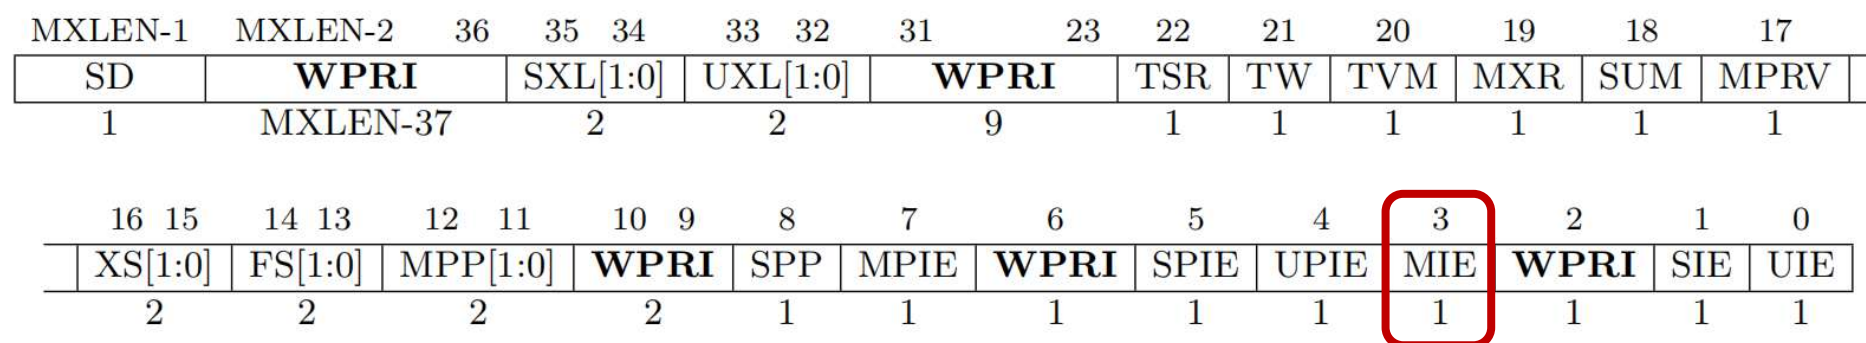 MXLEN-1 MXLEN-2 36 35 34 33 32 31 23 22 21 20 19 18 17
SD WPRI SXL[1:0] UXL[1:0] WPRI TSR TW TVM MXR SUM MPRV
1 MXLEN-37 2 2 9 1 1 1 1 1 1
16 15 14 13 12 11 10 9 8 7 6 5 4 3 2 1 0
XS[1:0] FS[1:0] MPP[1:0] WPRI SPP MPIE WPRI SPIE UPIE MIE WPRI SIE UIE
2 2 2 2 1 1 1 1 1 1 1 1 1